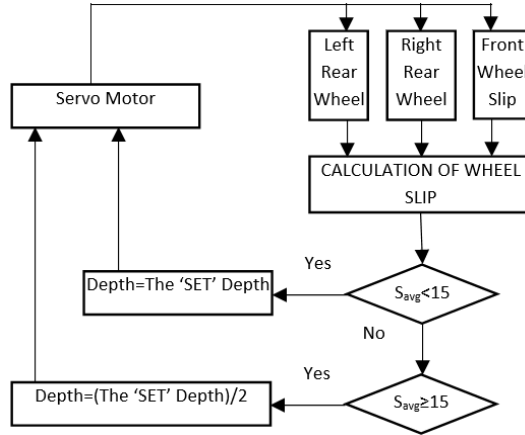 Left
Rear
Wheel
Right
Rear
Wheel
Front
Wheel
Slip
Servo Motor
CALCULATION OF WHEEL
SLIP
Yes
Depth=The ‘SET’ Depth
Savg<15
No
Yes
Depth=(The ‘SET’ Depth)/2
Savg≥15